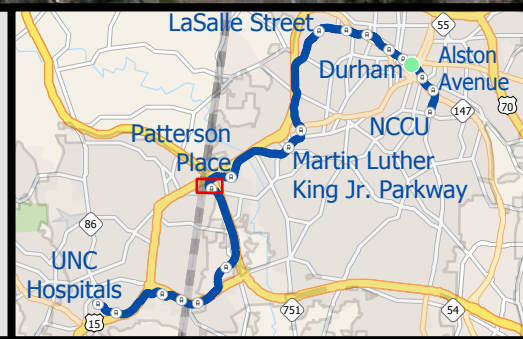 LaSalle Street
55
Durham
Alston
Avenue
147
70
NCCU
Patterson
Place
Martin Luther
King Jr. Parkway
86
UNC
Hospitals
15
751
54